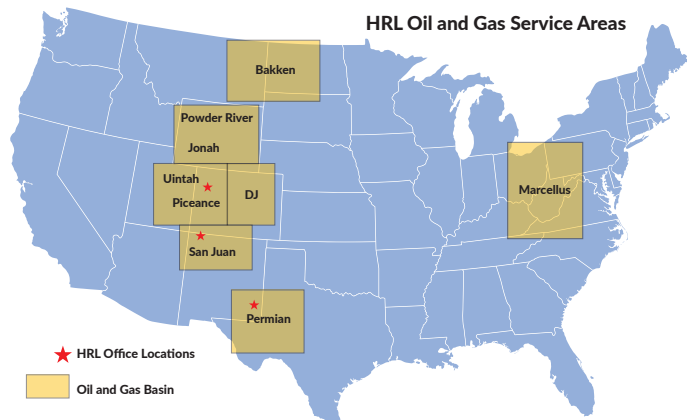 HRL Oil and Gas Service Areas
Bakken
Powder River
Jonah
Uintah
Piceance
DJ
Marcellus
San Juan
Permian
HRL Office Locations
Oil and Gas Basin